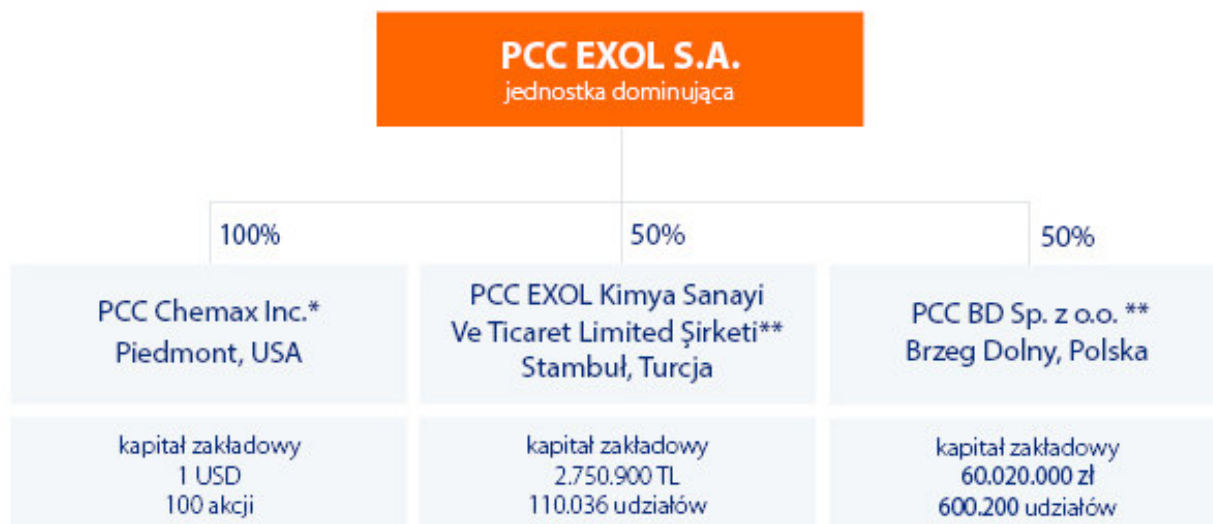 PCC EXOL S.A.
jednostka dominująca
100%
50%
50%
PCC Chemax Inc.*
Piedmont, USA
PCC EXOL Kimya Sanayi
Ve Ticaret Limited Şirketi**
Stambuł, Turcja
PCC BD Sp. z o.o. **
Brzeg Dolny, Polska
kapitał zakładowy
1 USD
100 akcji
kapitał zakładowy
2.750.900 TL
110.036 udziałów
kapitał zakładowy
60.020.000 zł
600.200 udziałów